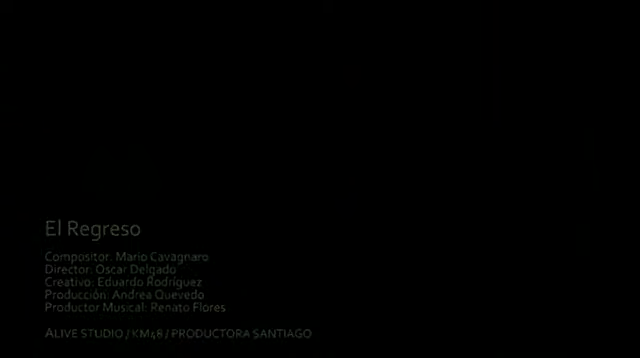 El Regreso
Compositor: Mario Cavagnaro
Director: Oscar Delgado
Creativo: Eduardo Rodríguez
Producción: Andrea Quevedo
Productor Musical: Renato Flores
ALIVE STUDIO / KM48 / PRODUCTORA SANTIAGO